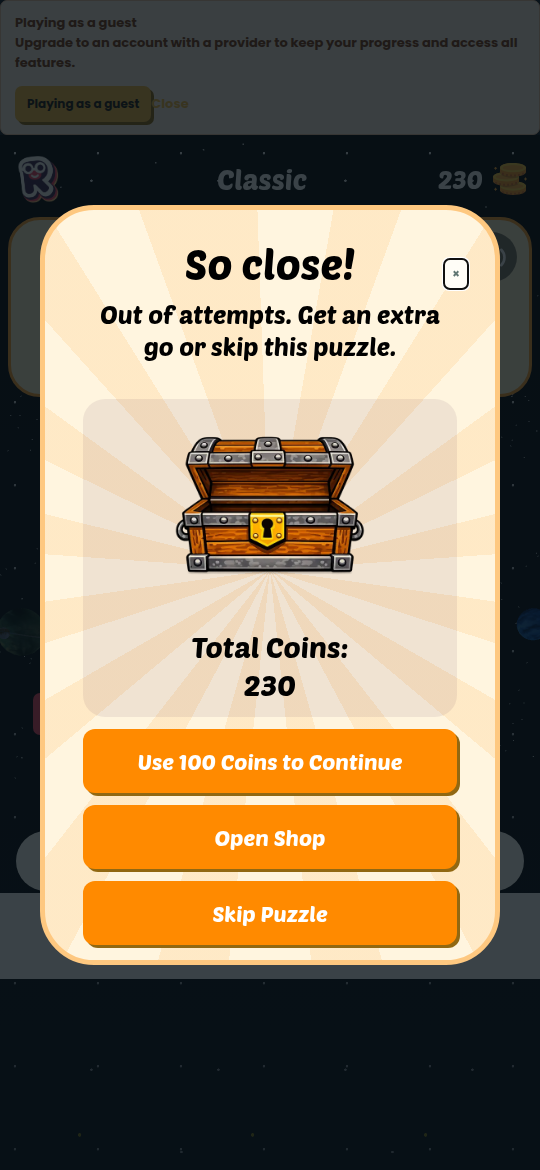 Playing as a guest
Upgrade to an account with a provider to keep your progress and access all
features.
Playing as a guest
Close
R
Classic
230
So close!
×
Out of attempts. Get an extra
go or skip this puzzle.
Total Coins:
230
Use 100 Coins to Continue
Open Shop
Skip Puzzle